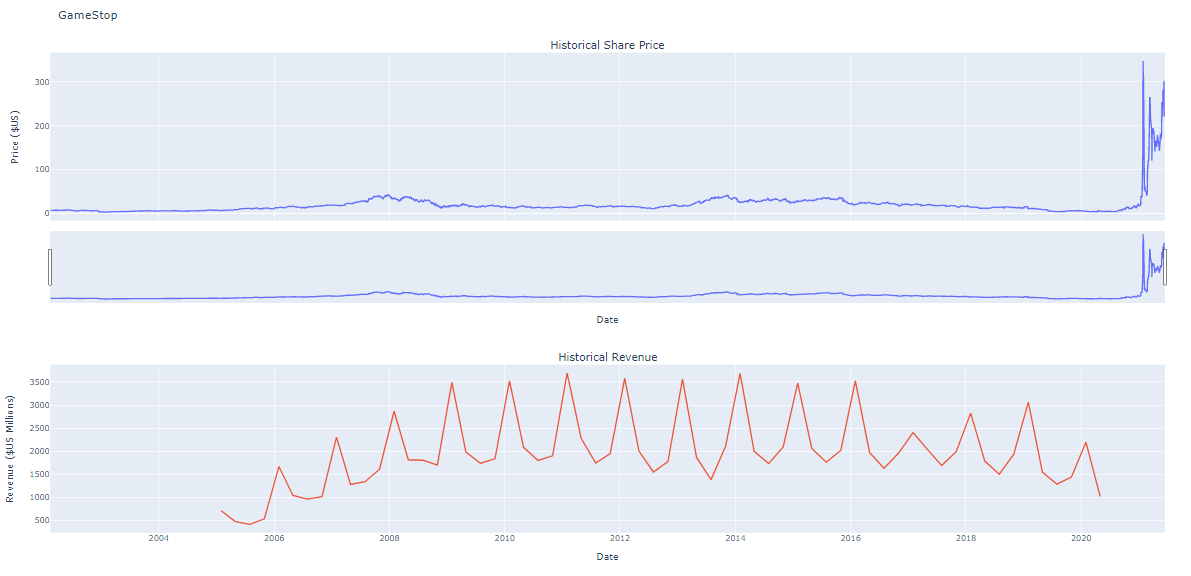 GameStop
Historical Share Price
Price ($US)
300
200
100
0
Date
Historical Revenue
Revenue ($US Millions)
3500
3000
2500
2000
1500
1000
500
2004 2006 2008 2010 2012 2014 2016 2018 2020
Date